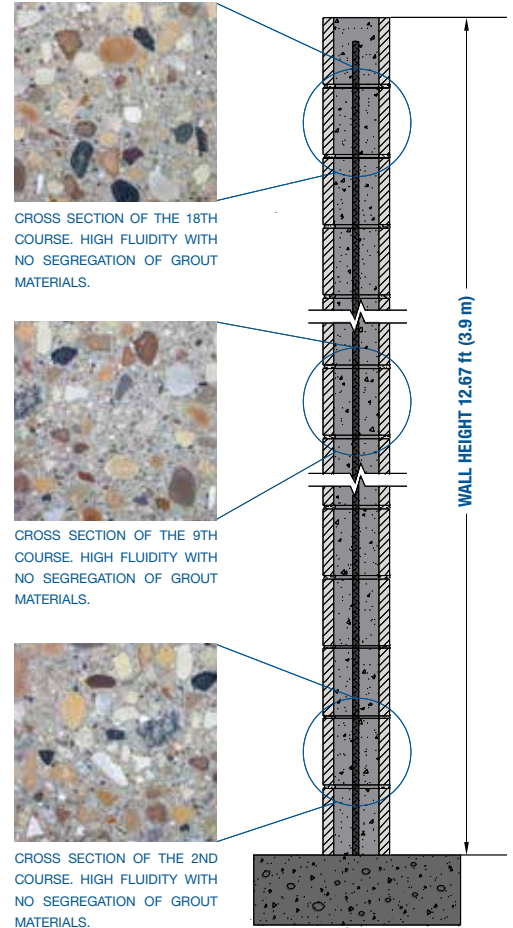 CROSS SECTION OF THE 18TH
COURSE. HIGH FLUIDITY WITH
NO SEGREGATION OF GROUT
MATERIALS.
CROSS SECTION OF THE 9TH
COURSE. HIGH FLUIDITY WITH
NO SEGREGATION OF GROUT
MATERIALS.
CROSS SECTION OF THE 2ND
COURSE. HIGH FLUIDITY WITH
NO SEGREGATION OF GROUT
MATERIALS.
WALL HEIGHT 12.67 ft (3.9 m)